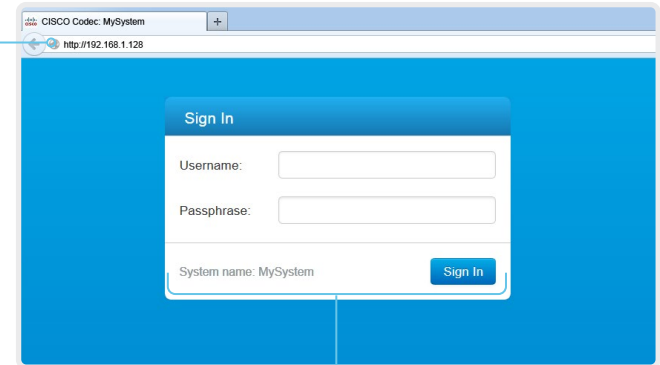 CISCO Codec: MySystem
+
http://192.168.1.128
Sign In
Username:
Passphrase:
System name: MySystem
Sign In